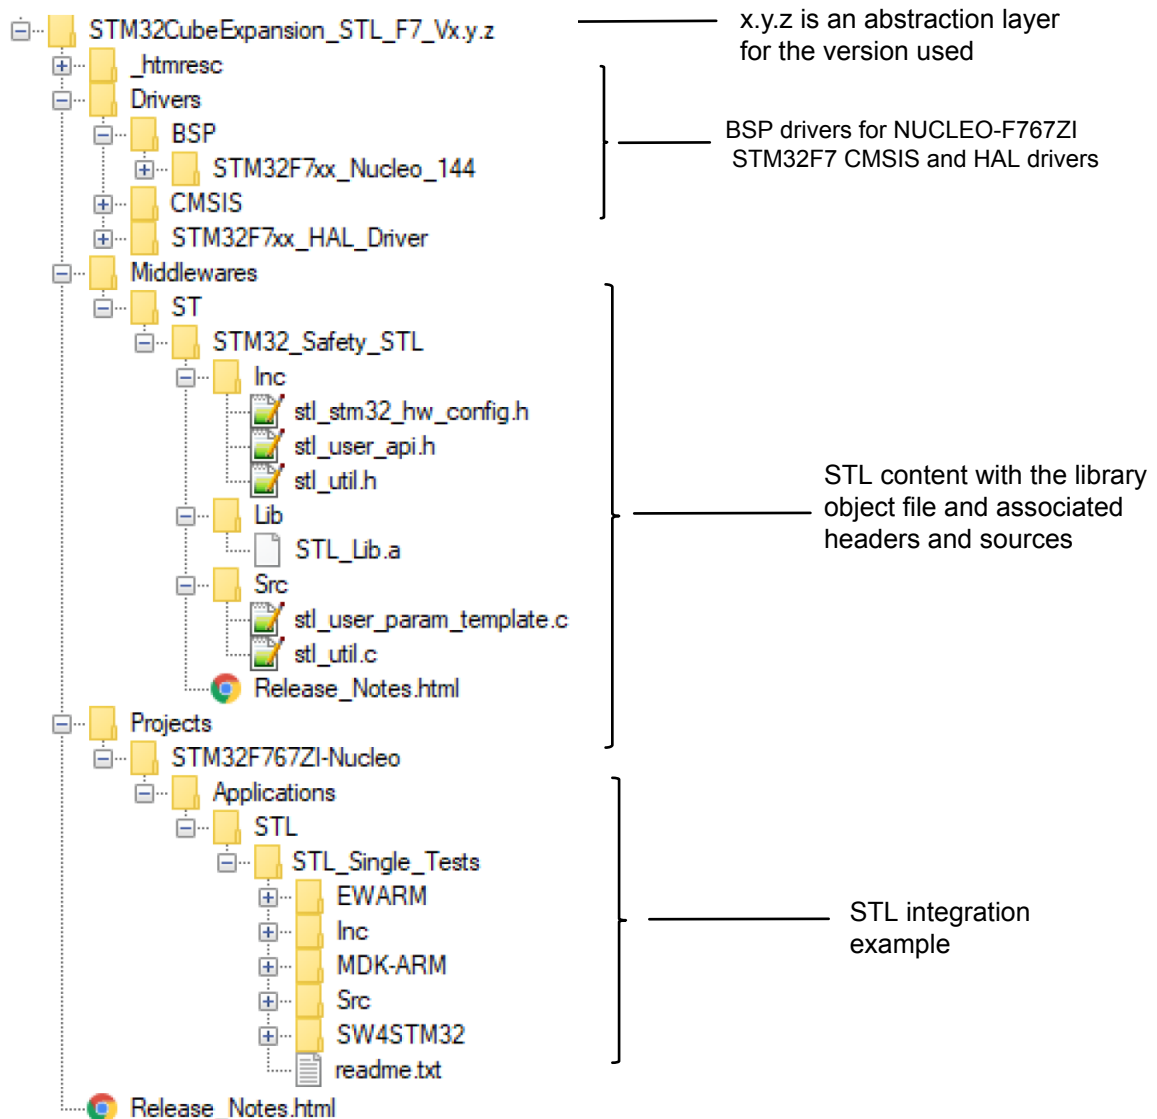 STM32CubeExpansion_STL_F7_Vx.y.z
x.y.z is an abstraction layer
for the version used
_htmresc
Drivers
BSP
STM32F7xx_Nucleo_144
CMSIS
STM32F7xx_HAL_Driver
BSP drivers for NUCLEO-F767ZI
STM32F7 CMSIS and HAL drivers
Middlewares
ST
STM32_Safety_STL
Inc
stl_stm32_hw_config.h
stl_user_api.h
stl_util.h
Lib
STL_Lib.a
Src
stl_user_param_template.c
stl_util.c
Release_Notes.html
STL content with the library
object file and associated
headers and sources
Projects
STM32F767ZI-Nucleo
Applications
STL
STL_Single_Tests
EWARM
Inc
MDK-ARM
Src
SW4STM32
readme.txt
STL integration
example
Release_Notes.html